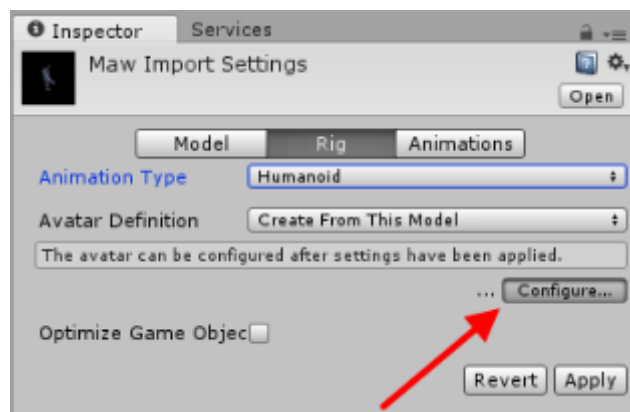 Inspector Services
Maw Import Settings
Open
Model Rig Animations
Animation Type Humanoid
Avatar Definition Create From This Model
The avatar can be configured after settings have been applied.
... Configure...
Optimize Game Objec
Revert Apply